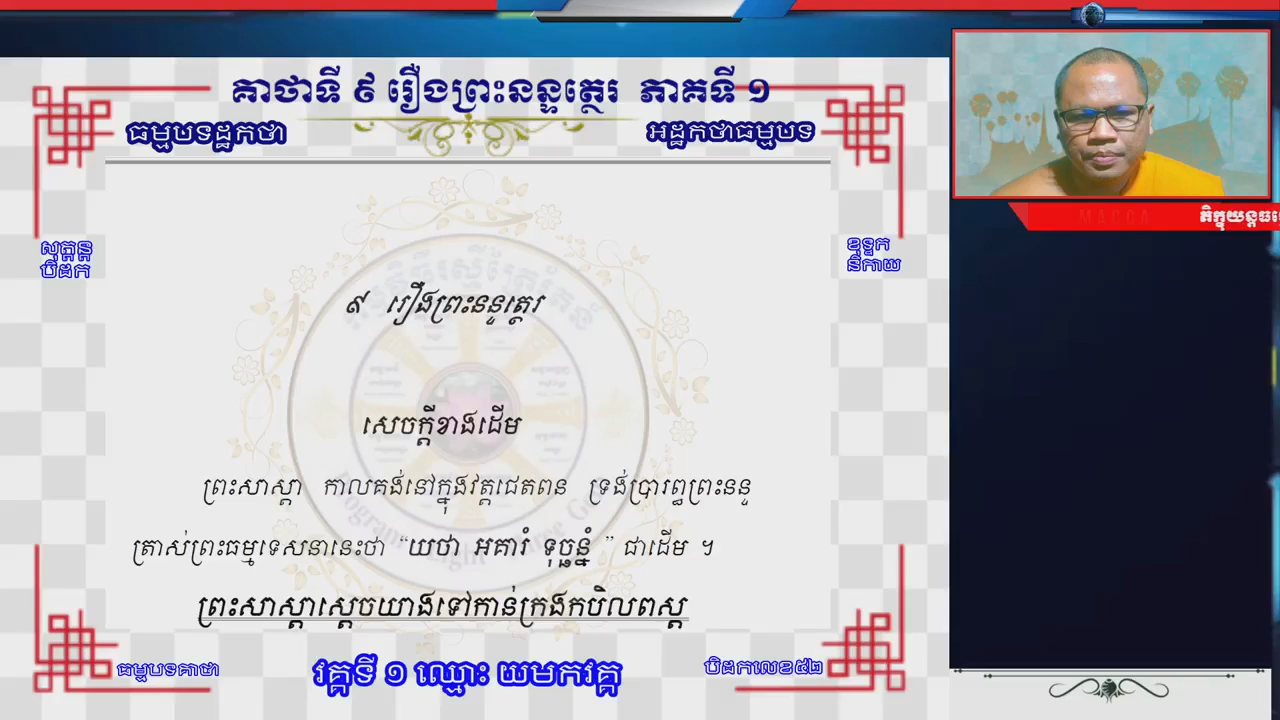 គាថាទី ៩ រឿងព្រះនន្ទត្ថេរ ភាគទី ១
ធម្មបទដ្ឋកថា
អដ្ឋកថាធម្មបទ
សុត្តន្ត
បិដក
ខុទ្ទក
និកាយ
MAGGA
ភិក្ខុយន្តធ
៩ រឿងព្រះនន្ទត្ថេរ
សេចក្តីខាងដើម
ព្រះសាស្តា កាលគង់នៅក្នុងវត្តជេតពន ទ្រង់ប្រារព្ធព្រះនន្ទ
ត្រាស់ព្រះធម្មទេសនានេះថា “យថា អគារំ ទុច្ឆន្នំ ” ជាដើម ។
ព្រះសាស្តាស្តេចយាងទៅកាន់ក្រុងកបិលពស្តុ
ធម្មបទគាថា
វគ្គទី ១ ឈ្មោះ យមកវគ្គ
បិដកលេខ៥២